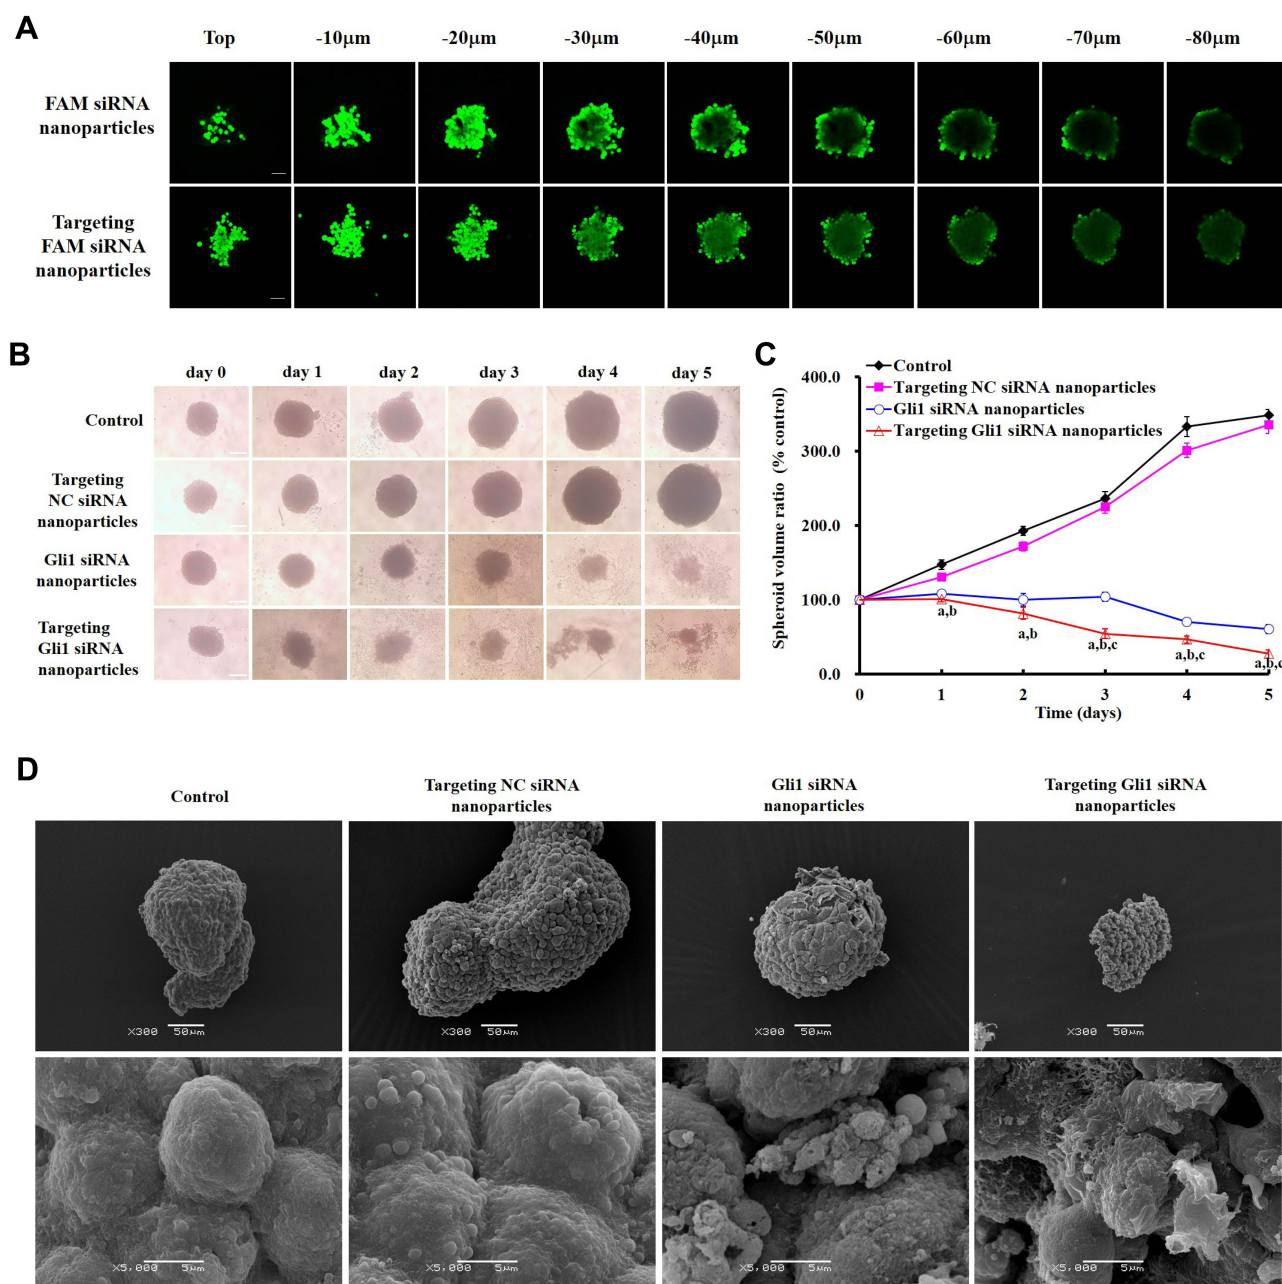 A
Top -10μm -20μm -30μm -40μm -50μm -60μm -70μm -80μm
FAM siRNA
nanoparticles
Targeting
FAM siRNA
nanoparticles
B
day 0 day 1 day 2 day 3 day 4 day 5
Control
Targeting
NC siRNA
nanoparticles
Gli1 siRNA
nanoparticles
Targeting
Gli1 siRNA
nanoparticles
C
Control
Targeting NC siRNA nanoparticles
Gli1 siRNA nanoparticles
Targeting Gli1 siRNA nanoparticles
Spheroid volume ratio (% control)
400.0
300.0
200.0
100.0
0.0
a,b
a,b
a,b,c
a,b,c
a,b,c
0 1 2 3 4 5
Time (days)
D
Control
Targeting NC siRNA
nanoparticles
Gli1 siRNA
nanoparticles
Targeting Gli1 siRNA
nanoparticles
X300 50μm
X300 50μm
X300 50μm
X300 50μm
X5,000 5μm
X5,000 5μm
X5,000 5μm
X5,000 5μm